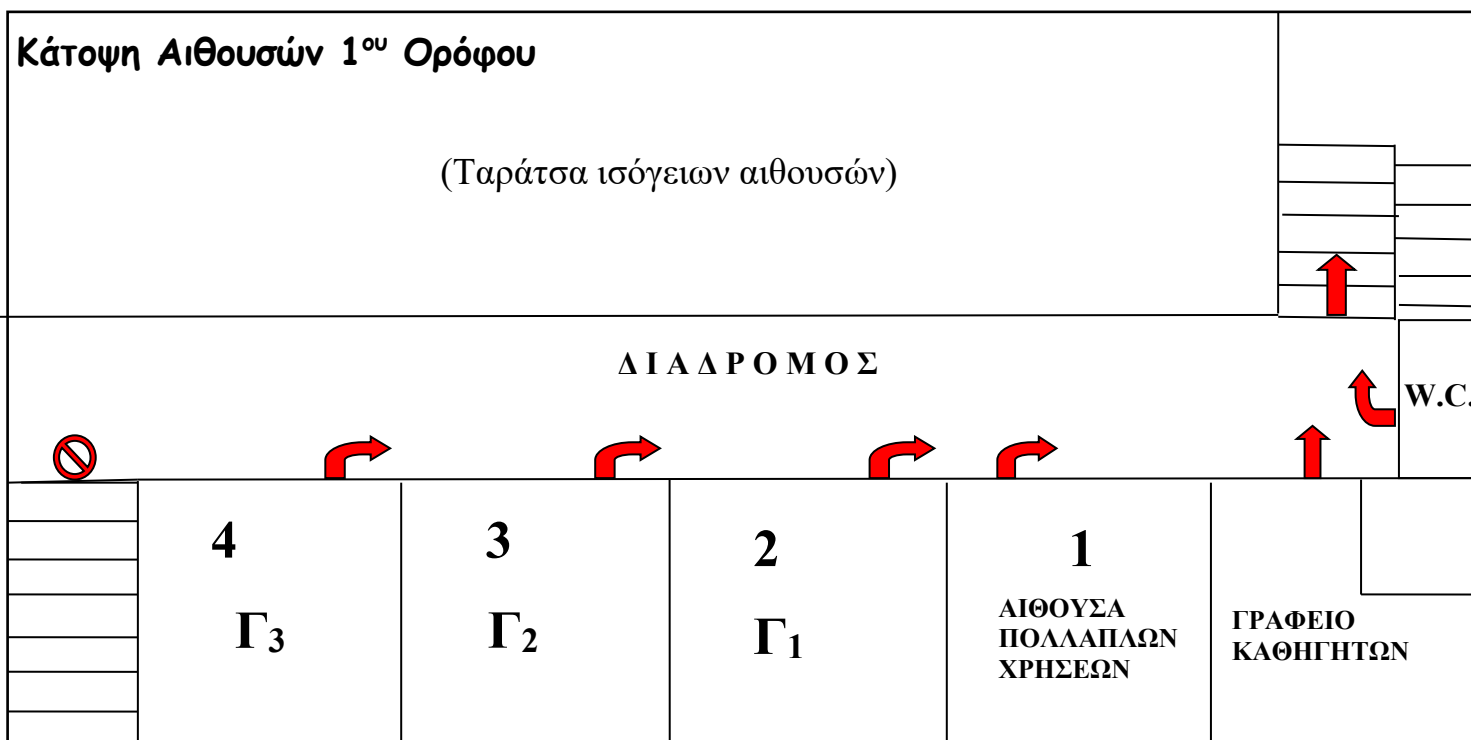 Κάτοψη Αιθουσών 1ου Ορόφου
(Ταράτσα ισόγειων αιθουσών)
Δ Ι Α Δ Ρ Ο Μ Ο Σ
W.C.
4
Γ3
3
Γ2
2
Γ1
1
ΑΙΘΟΥΣΑ
ΠΟΛΛΑΠΛΩΝ
ΧΡΗΣΕΩΝ
ΓΡΑΦΕΙΟ
ΚΑΘΗΓΗΤΩΝ